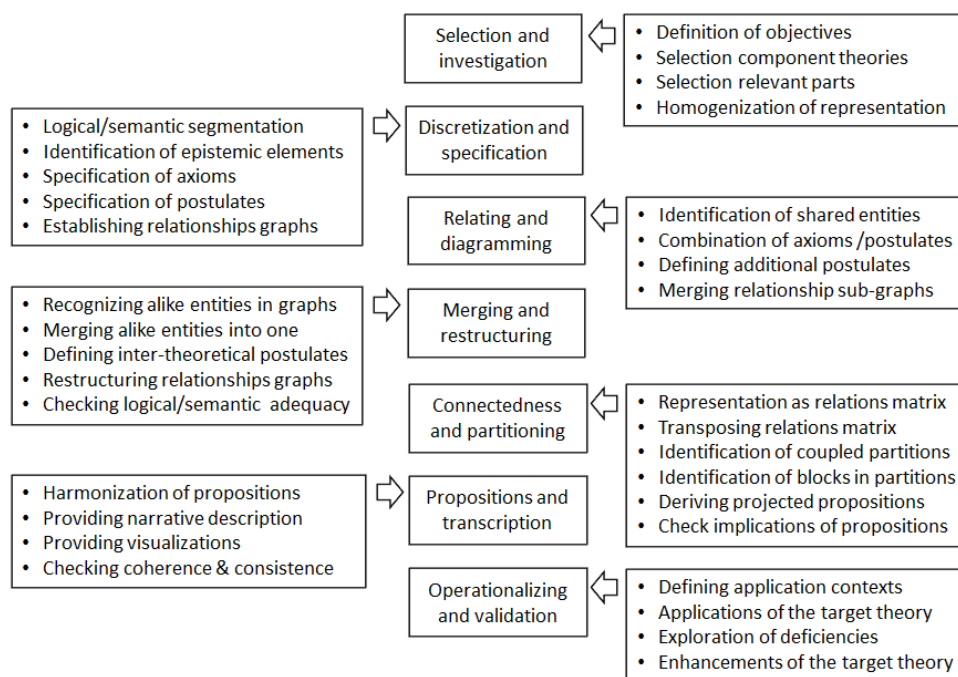 Selection and
investigation
• Definition of objectives
• Selection component theories
• Selection relevant parts
• Homogenization of representation
• Logical/semantic segmentation
• Identification of epistemic elements
• Specification of axioms
• Specification of postulates
• Establishing relationships graphs
Discretization and
specification
Relating and
diagramming
• Identification of shared entities
• Combination of axioms /postulates
• Defining additional postulates
• Merging relationship sub-graphs
• Recognizing alike entities in graphs
• Merging alike entities into one
• Defining inter-theoretical postulates
• Restructuring relationships graphs
• Checking logical/semantic adequacy
Merging and
restructuring
Connectedness
and partitioning
• Representation as relations matrix
• Transposing relations matrix
• Identification of coupled partitions
• Identification of blocks in partitions
• Deriving projected propositions
• Check implications of propositions
• Harmonization of propositions
• Providing narrative description
• Providing visualizations
• Checking coherence & consistence
Propositions and
transcription
Operationalizing
and validation
• Defining application contexts
• Applications of the target theory
• Exploration of deficiencies
• Enhancements of the target theory